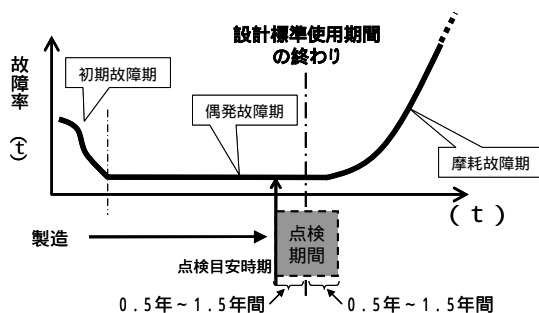 設計標準使用期間
の終わり
故障率
(t)
初期故障期
偶発故障期
摩耗故障期
(t)
製造
点検
期間
点検目安時期
0.5年~1.5年間
0.5年~1.5年間